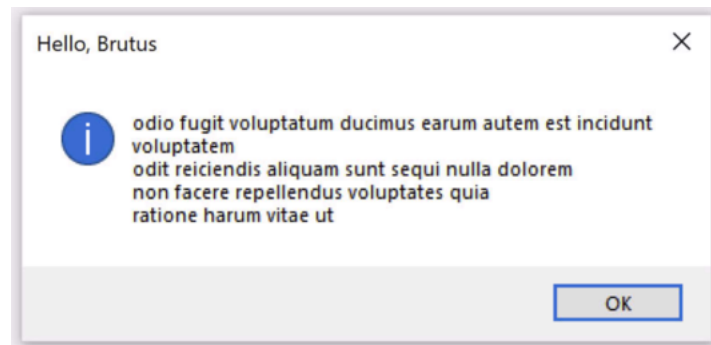 Hello, Brutus
odio fugit voluptatum ducimus earum autem est incidunt
voluptatem
odit reiciendis aliquam sunt sequi nulla dolorem
non facere repellendus voluptates quia
ratione harum vitae ut
OK